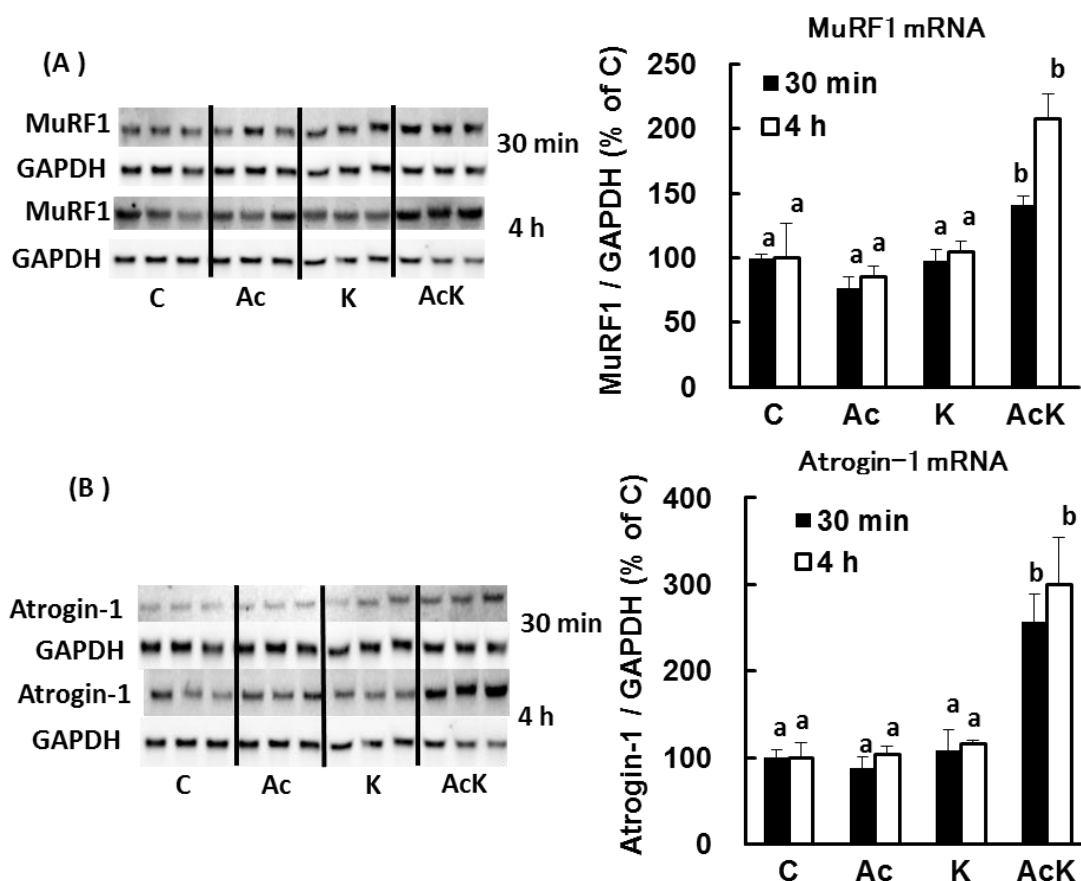 (A )
MuRF1
GAPDH
30 min
MuRF1
GAPDH
4 h
C Ac K AcK
MuRF1 mRNA
MuRF1 / GAPDH (% of C)
250
200
150
100
50
0
30 min
4 h
a a a a a a b b
C Ac K AcK
(B )
Atrogin-1
GAPDH
30 min
Atrogin-1
GAPDH
4 h
C Ac K AcK
Atrogin-1 mRNA
Atrogin-1 / GAPDH (% of C)
400
300
200
100
0
30 min
4 h
a a a a a a b b
C Ac K AcK